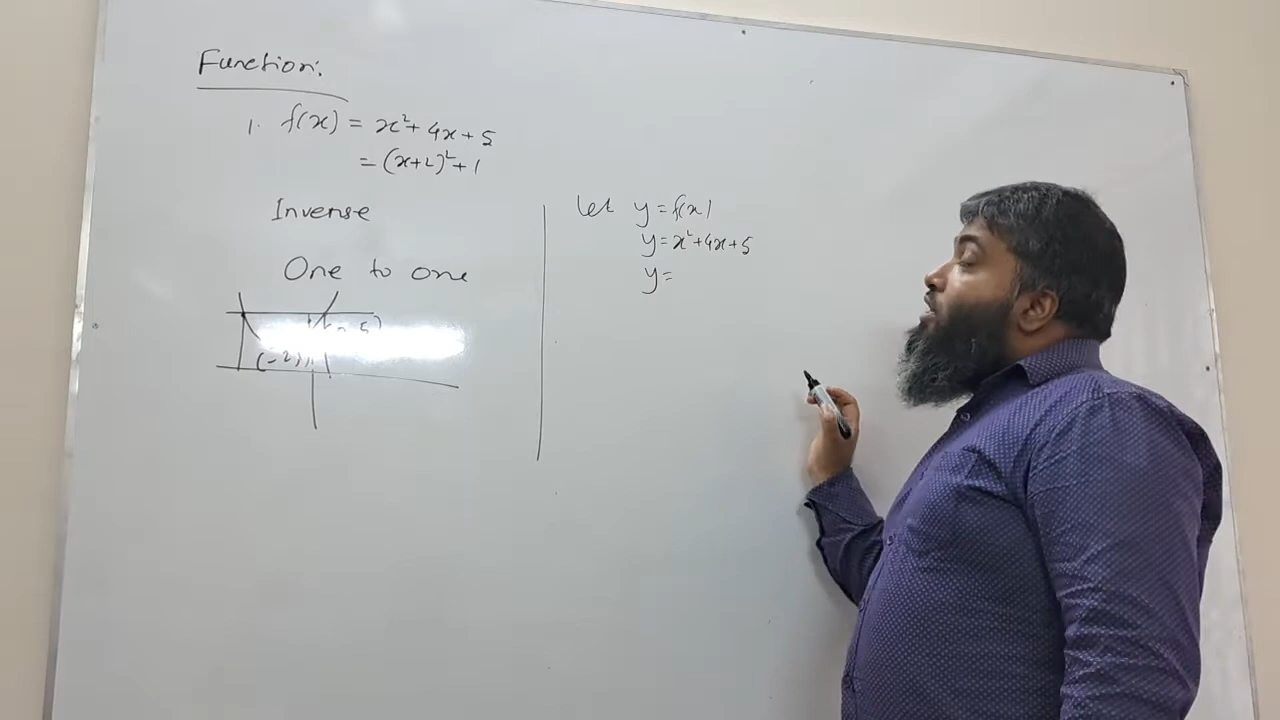 Function:
1. f(x) = x² + 4x + 5
= (x+2)² + 1
Inverse
One to one
(-2,1)
let y = f(x)
y = x² + 4x + 5
y =